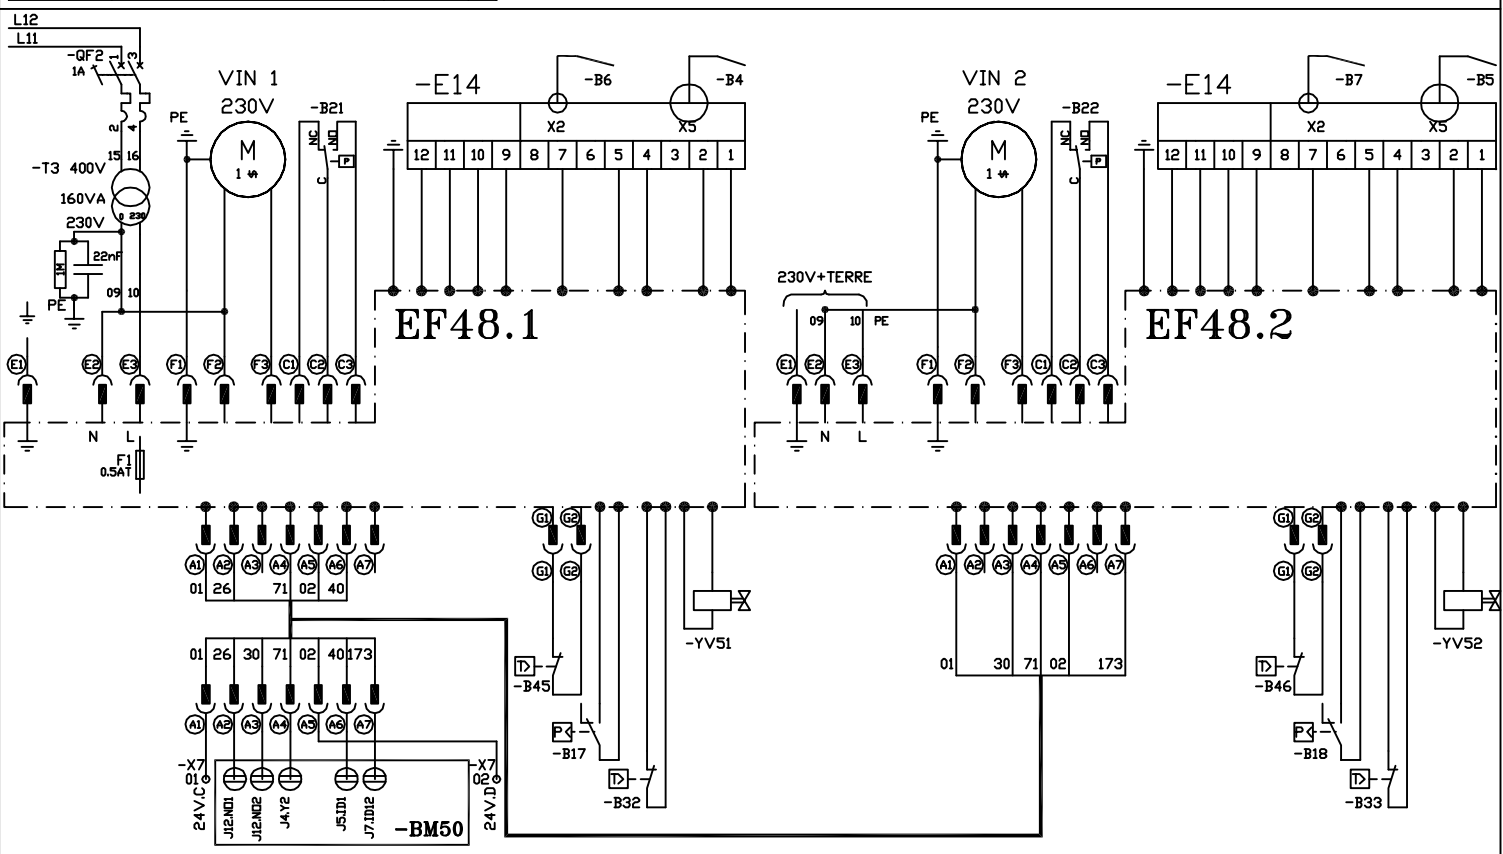 L12
L11
-QF2
1A
1 3
2 4
15 16
-T3 400V
160VA
230V
0 230
22nF
1M
PE
09 10
VIN 1
230V
PE
M
1
-B21
NC NO
P
C
-E14
-B6
-B4
X2
X5
12 11 10 9 8 7 6 5 4 3 2 1
EF48.1
E1 E2 E3 F1 F2 F3 C1 C2 C3
N L
F1
0.5AT
VIN 2
230V
PE
M
1
-B22
NC NO
P
C
-E14
-B7
-B5
X2
X5
12 11 10 9 8 7 6 5 4 3 2 1
230V+TERRE
09 10 PE
EF48.2
E1 E2 E3 F1 F2 F3 C1 C2 C3
N L
A1 A2 A3 A4 A5 A6 A7
01 26 71 02 40
01 26 30 71 02 40 173
A1 A2 A3 A4 A5 A6 A7
-X7
01
24V.C
J12.NO1
J12.NO2
J4.Y2
J5.ID1
J7.ID12
-BM50
-X7
02
24V.D
G1 G2
G1 G2
T>
-B45
P<
-B17
T>
-B32
-YV51
A1 A2 A3 A4 A5 A6 A7
01 30 71 02 173
G1 G2
G1 G2
T>
-B46
P<
-B18
T>
-B33
-YV52